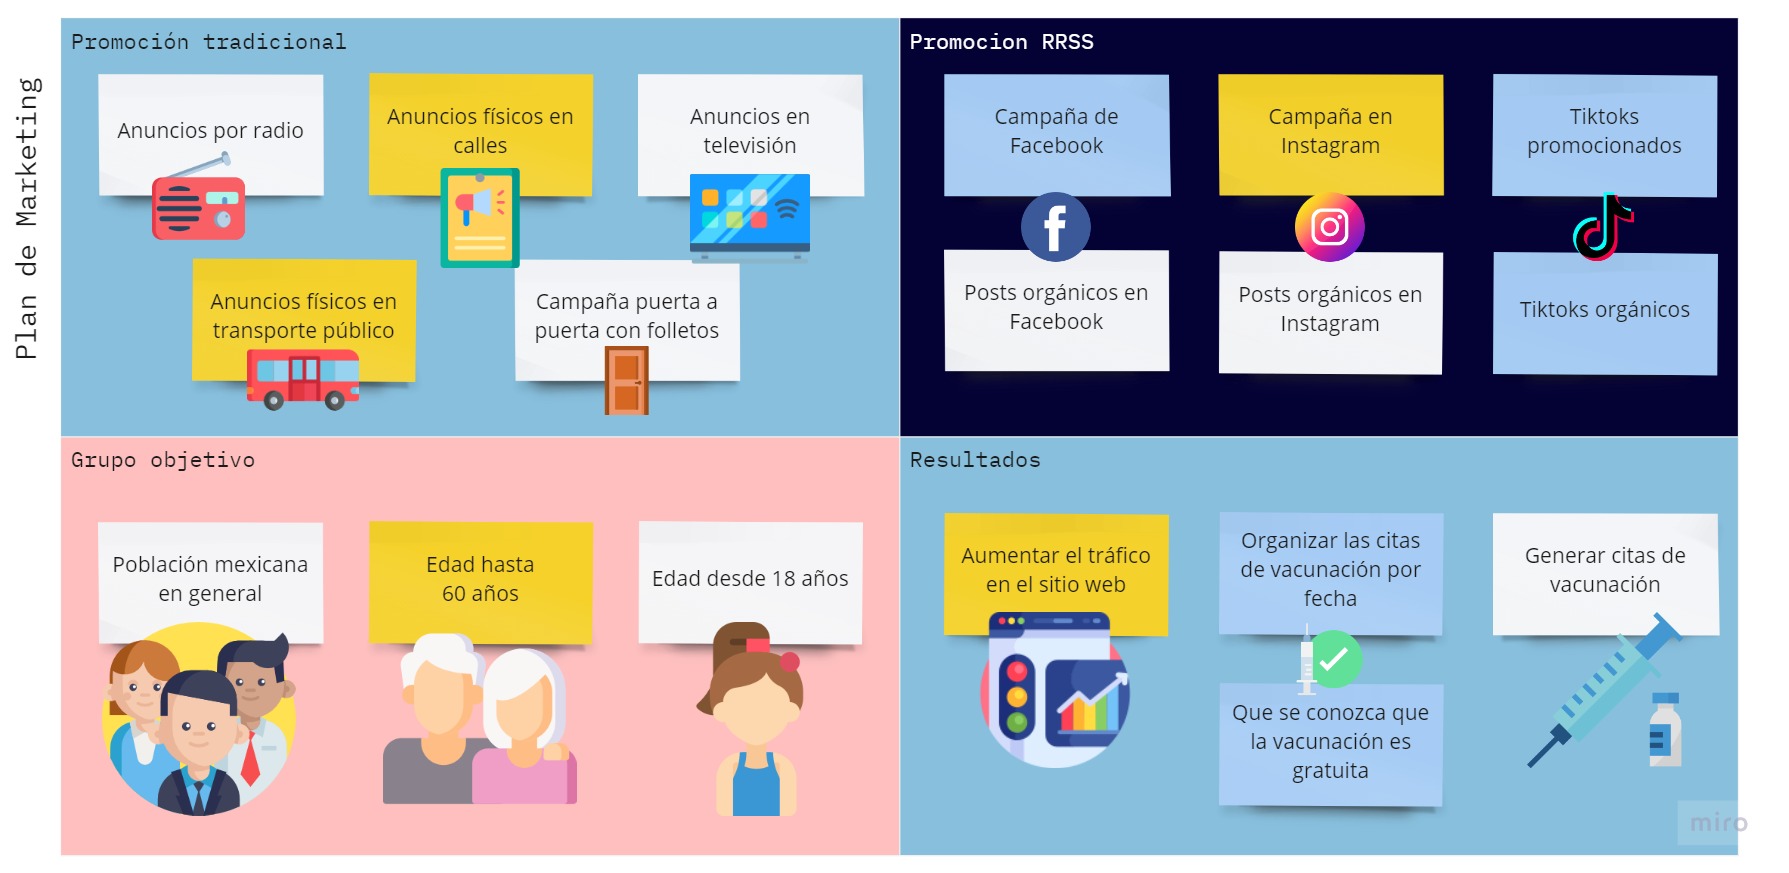 Plan de Marketing
Promoción tradicional
Anuncios por radio
Anuncios físicos en
calles
Anuncios en
televisión
Anuncios físicos en
transporte público
Campaña puerta a
puerta con folletos
Promocion RRSS
Campaña de
Facebook
Campaña en
Instagram
Tiktoks
promocionados
Posts orgánicos en
Facebook
Posts orgánicos en
Instagram
Tiktoks orgánicos
Grupo objetivo
Población mexicana
en general
Edad hasta
60 años
Edad desde 18 años
Resultados
Aumentar el tráfico
en el sitio web
Organizar las citas
de vacunación por
fecha
Generar citas de
vacunación
Que se conozca que
la vacunación es
gratuita
miro